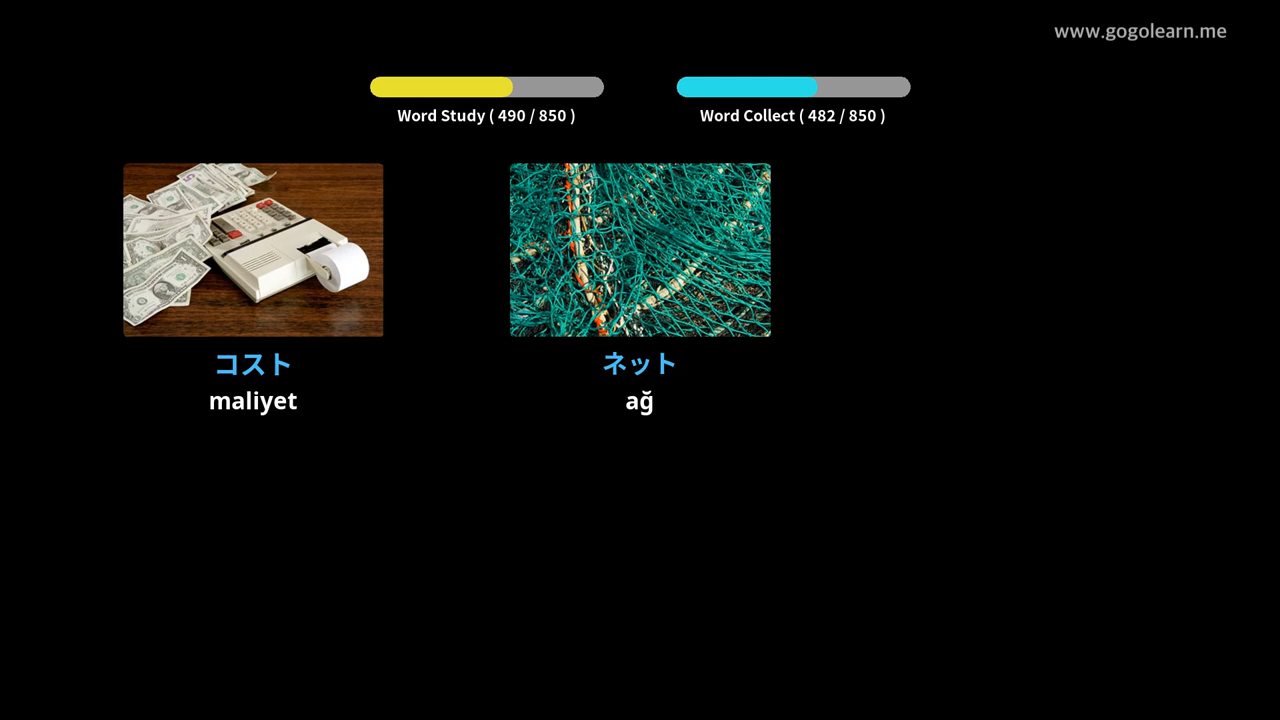 www.gogolearn.me
Word Study ( 490 / 850 )
Word Collect ( 482 / 850 )
コスト
maliyet
ネット
ağ